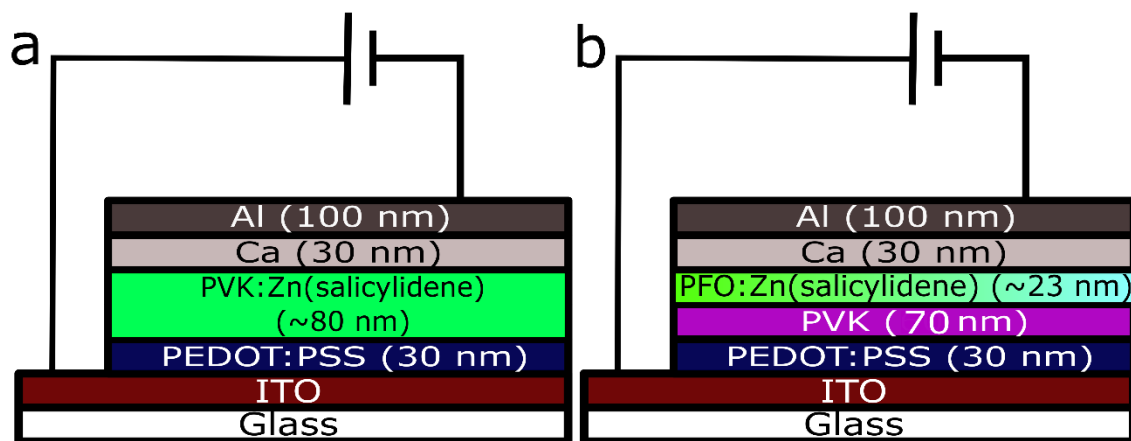 a
Al (100 nm)
Ca (30 nm)
PVK:Zn(salicylidene)
(~80 nm)
PEDOT:PSS (30 nm)
ITO
Glass
b
Al (100 nm)
Ca (30 nm)
PFO:Zn(salicylidene) (~23 nm)
PVK (70 nm)
PEDOT:PSS (30 nm)
ITO
Glass